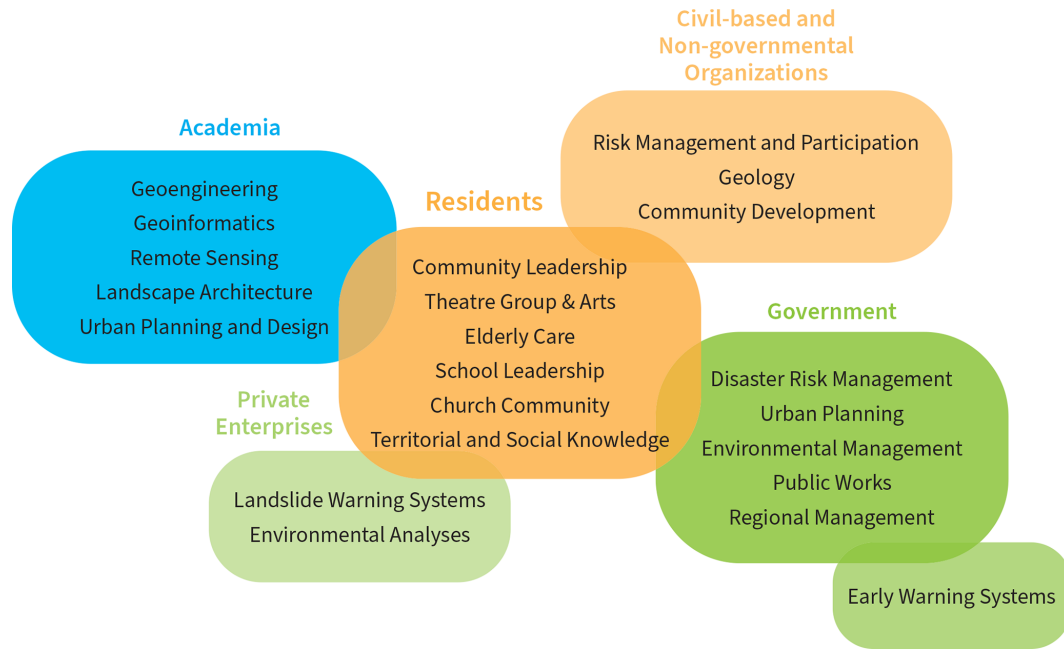 Civil-based and
Non-governmental
Organizations
Risk Management and Participation
Geology
Community Development
Academia
Geoengineering
Geoinformatics
Remote Sensing
Landscape Architecture
Urban Planning and Design
Residents
Community Leadership
Theatre Group & Arts
Elderly Care
School Leadership
Church Community
Territorial and Social Knowledge
Government
Disaster Risk Management
Urban Planning
Environmental Management
Public Works
Regional Management
Private
Enterprises
Landslide Warning Systems
Environmental Analyses
Early Warning Systems